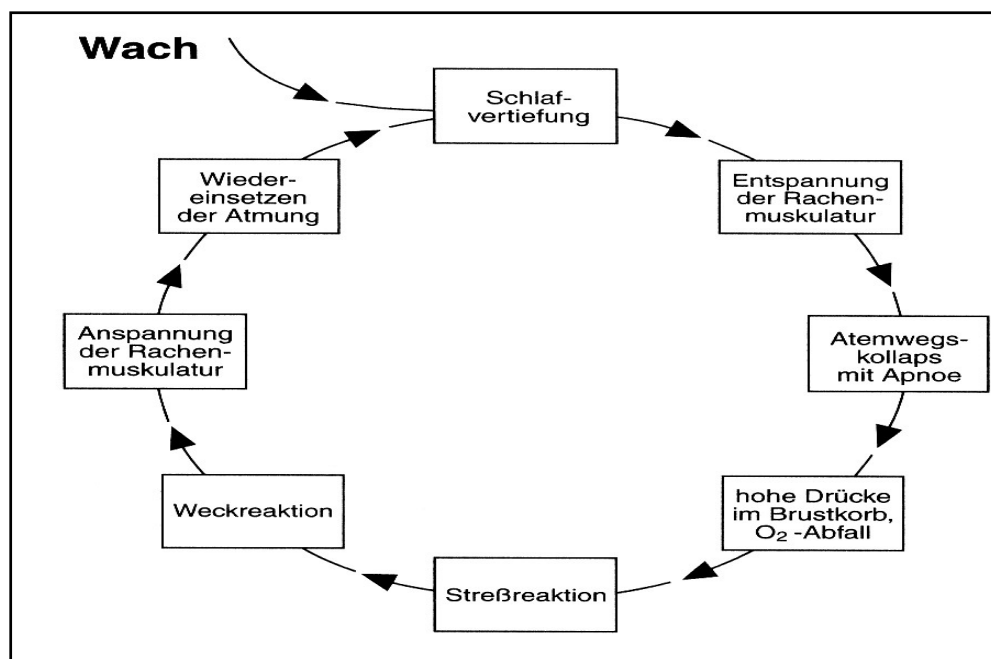 Wach
Schlaf-
vertiefung
Entspannung
der Rachen-
muskulatur
Atemwegs-
kollaps
mit Apnoe
hohe Drücke
im Brustkorb,
O₂-Abfall
Streßreaktion
Weckreaktion
Anspannung
der Rachen-
muskulatur
Wieder-
einsetzen
der Atmung